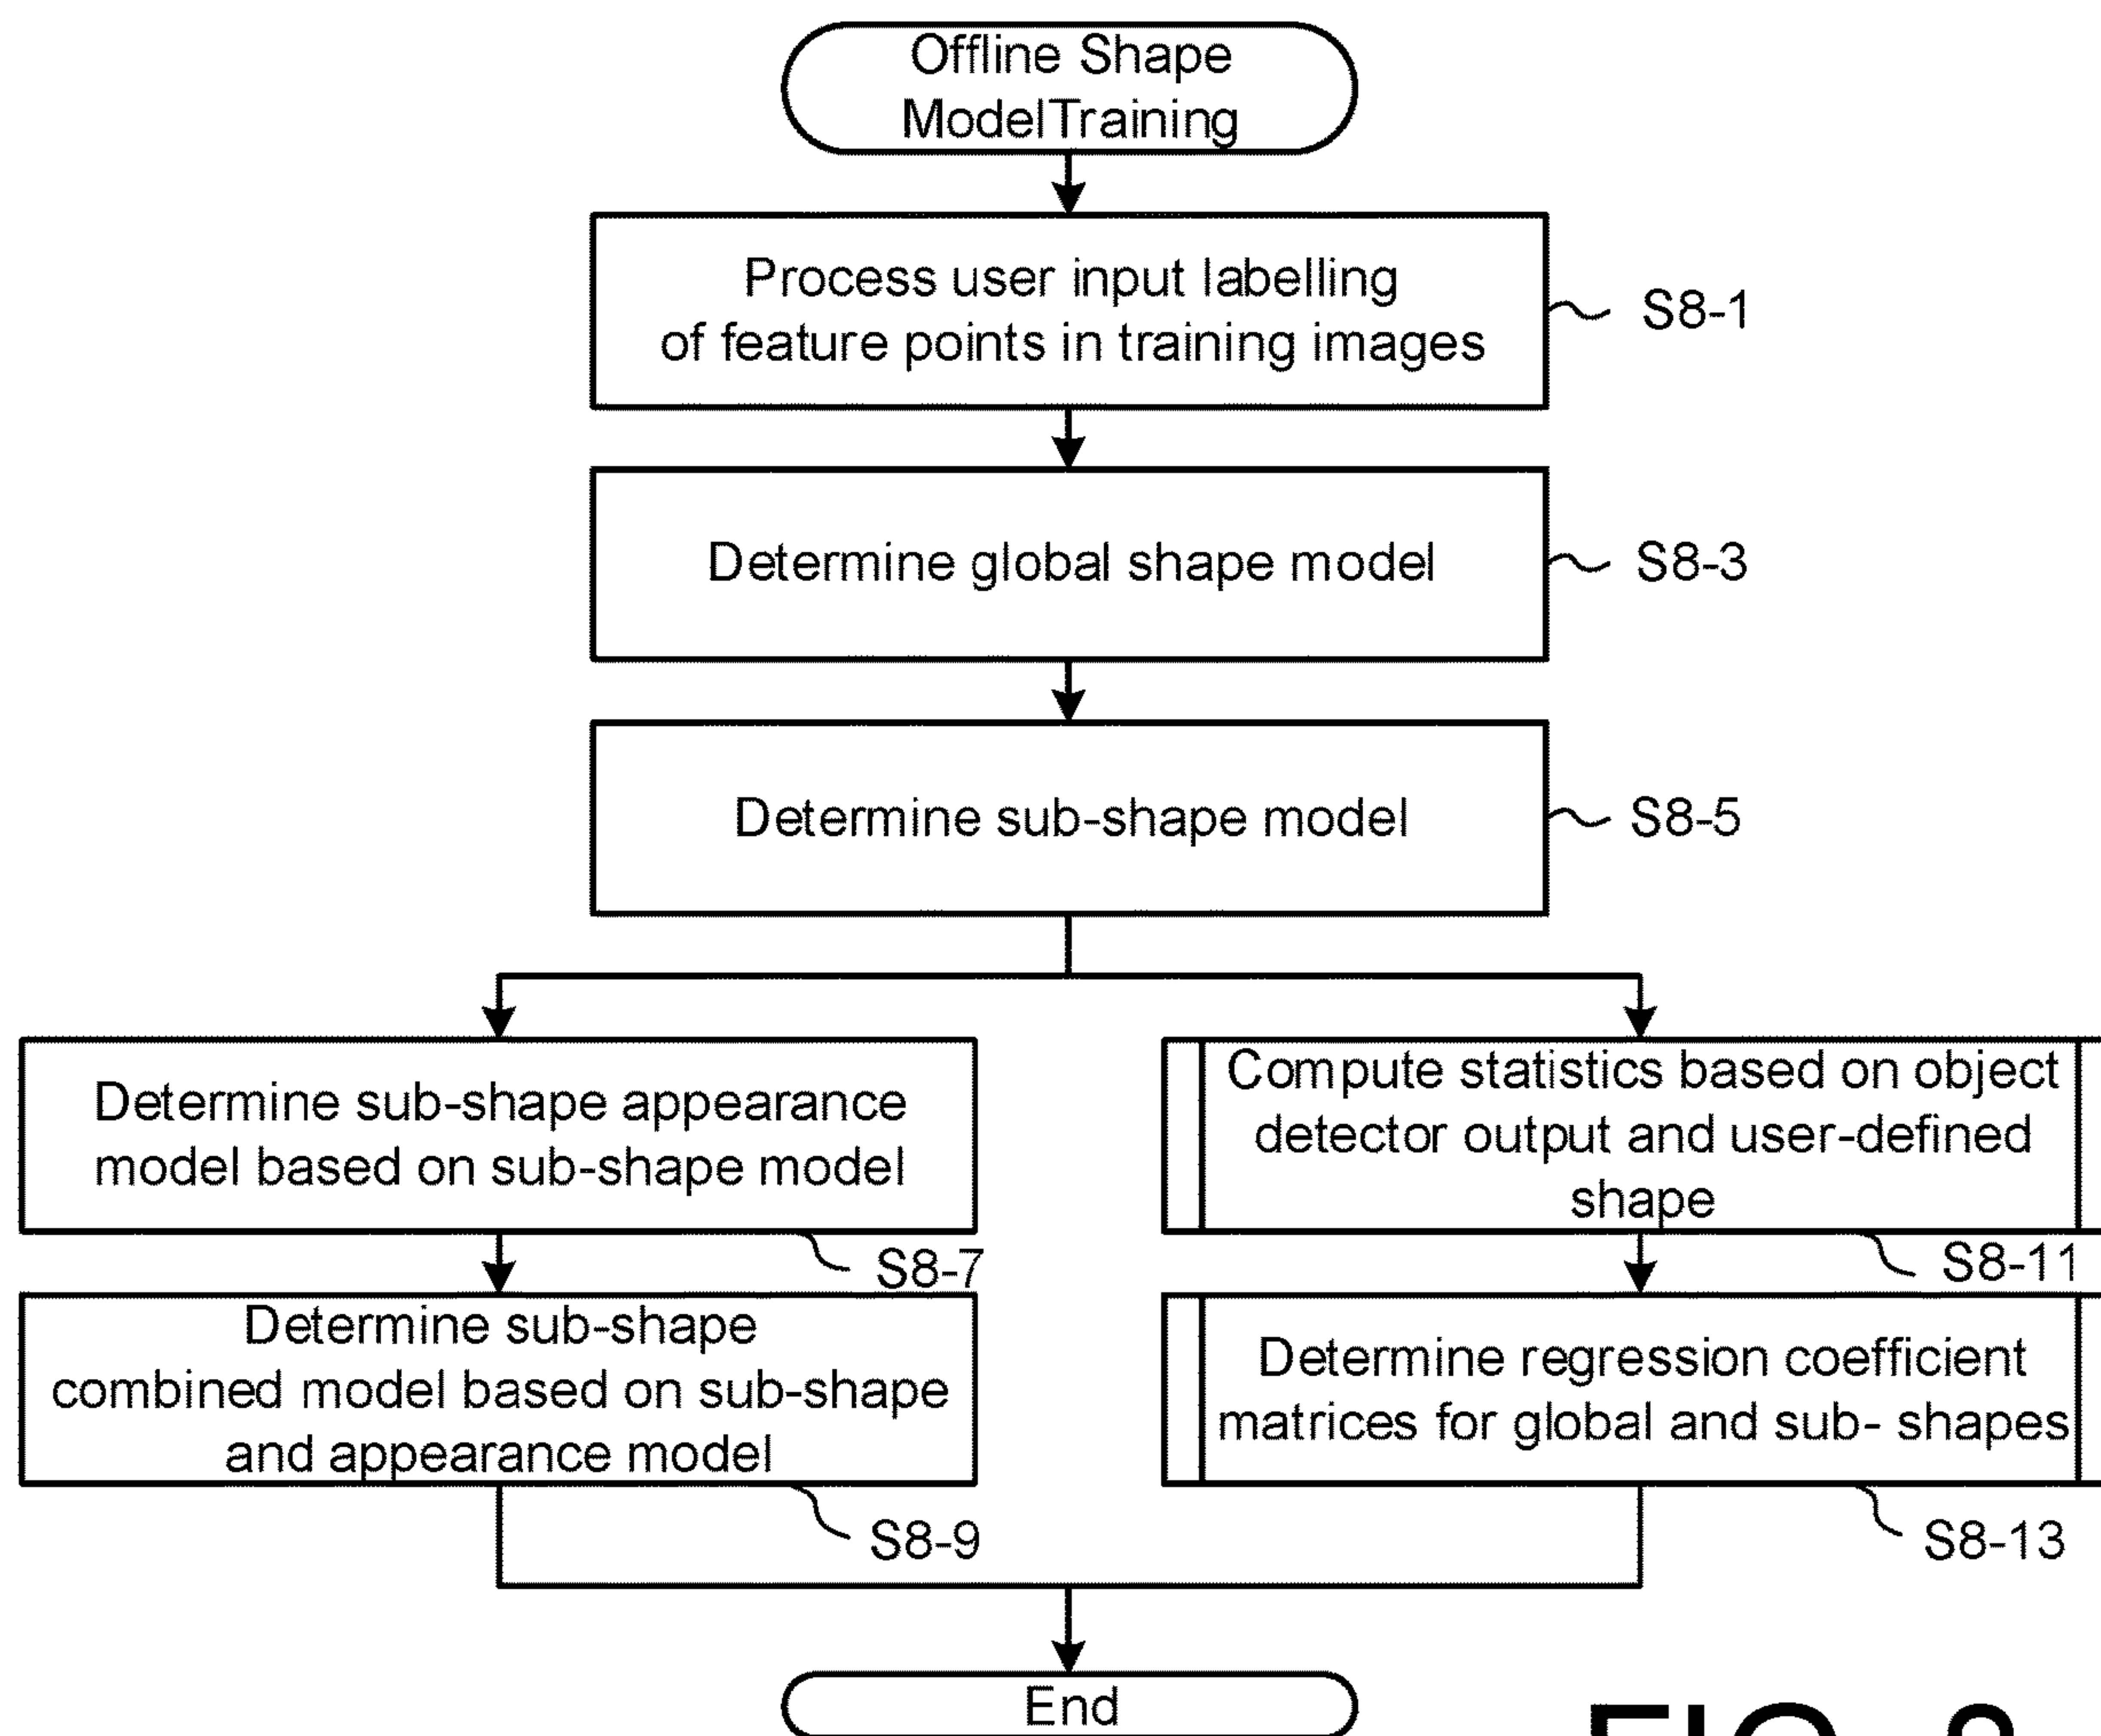 Offline Shape
ModelTraining
Process user input labelling
of feature points in training images
S8-1
Determine global shape model
S8-3
Determine sub-shape model
S8-5
Determine sub-shape appearance
model based on sub-shape model
S8-7
Compute statistics based on object
detector output and user-defined
shape
S8-11
Determine sub-shape
combined model based on sub-shape
and appearance model
S8-9
Determine regression coefficient
matrices for global and sub- shapes
S8-13
End
FIG. 8